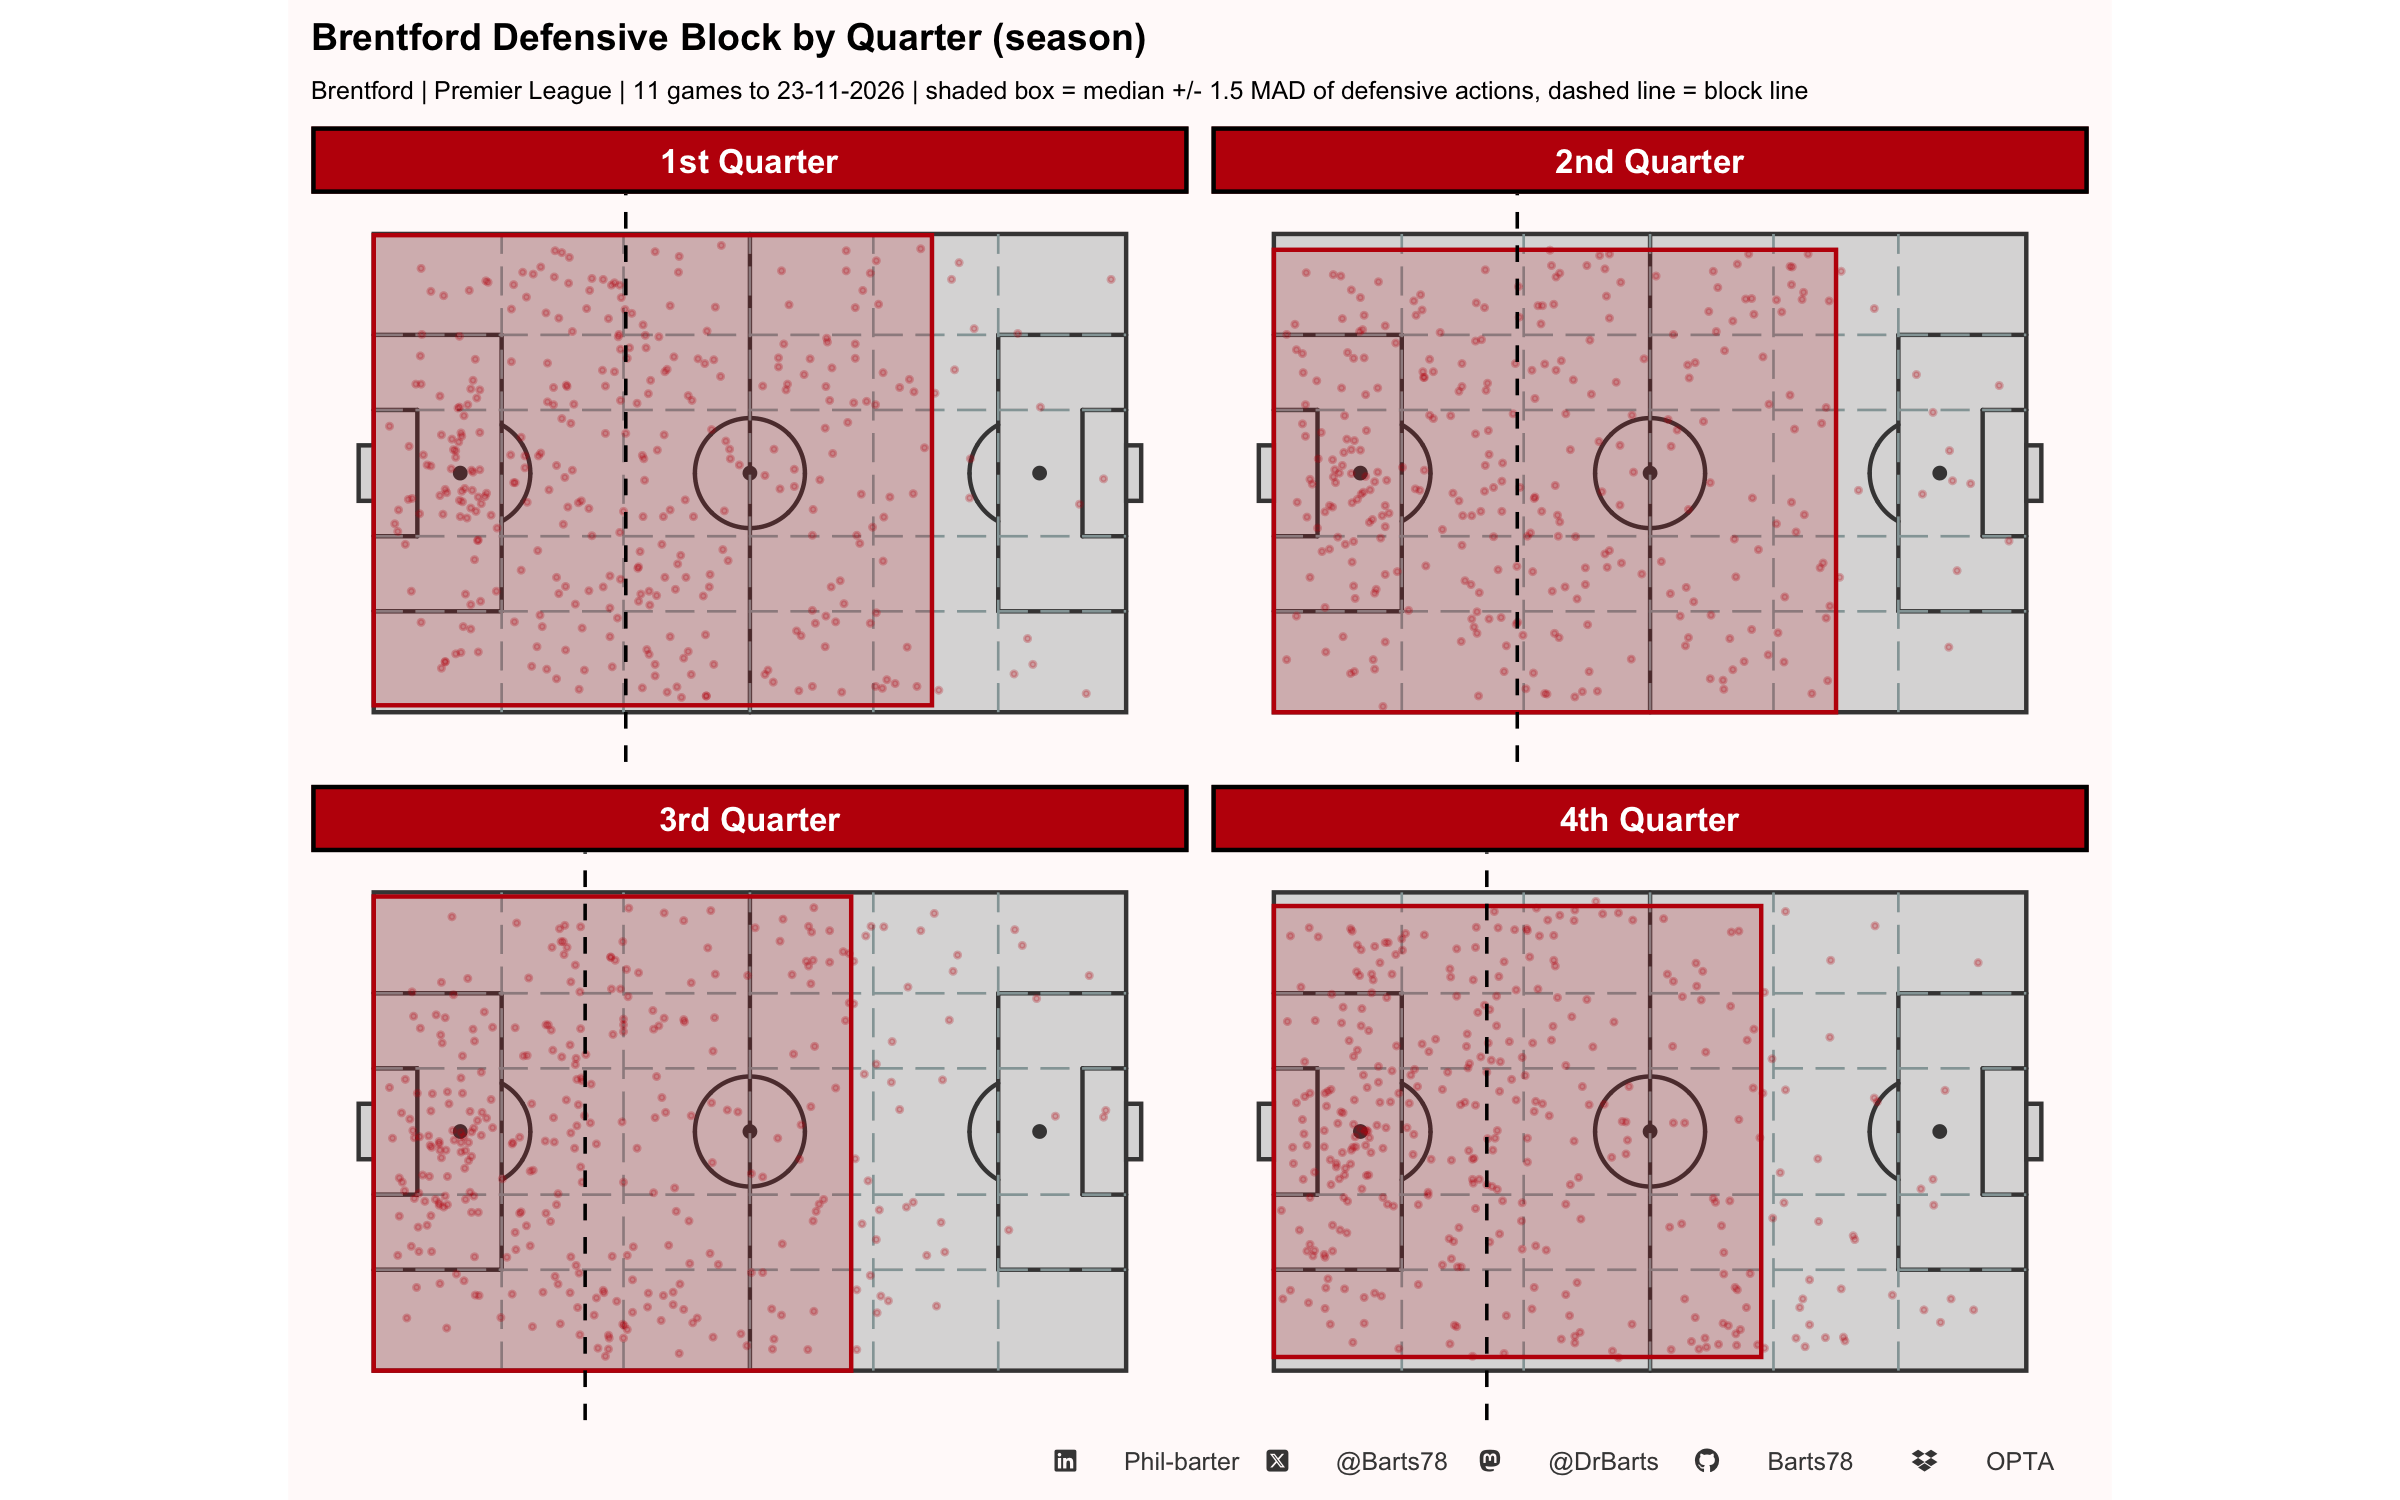 Brentford Defensive Block by Quarter (season)
Brentford | Premier League | 11 games to 23-11-2026 | shaded box = median +/- 1.5 MAD of defensive actions, dashed line = block line
1st Quarter
2nd Quarter
3rd Quarter
4th Quarter
Phil-barter @Barts78 @DrBarts Barts78 OPTA